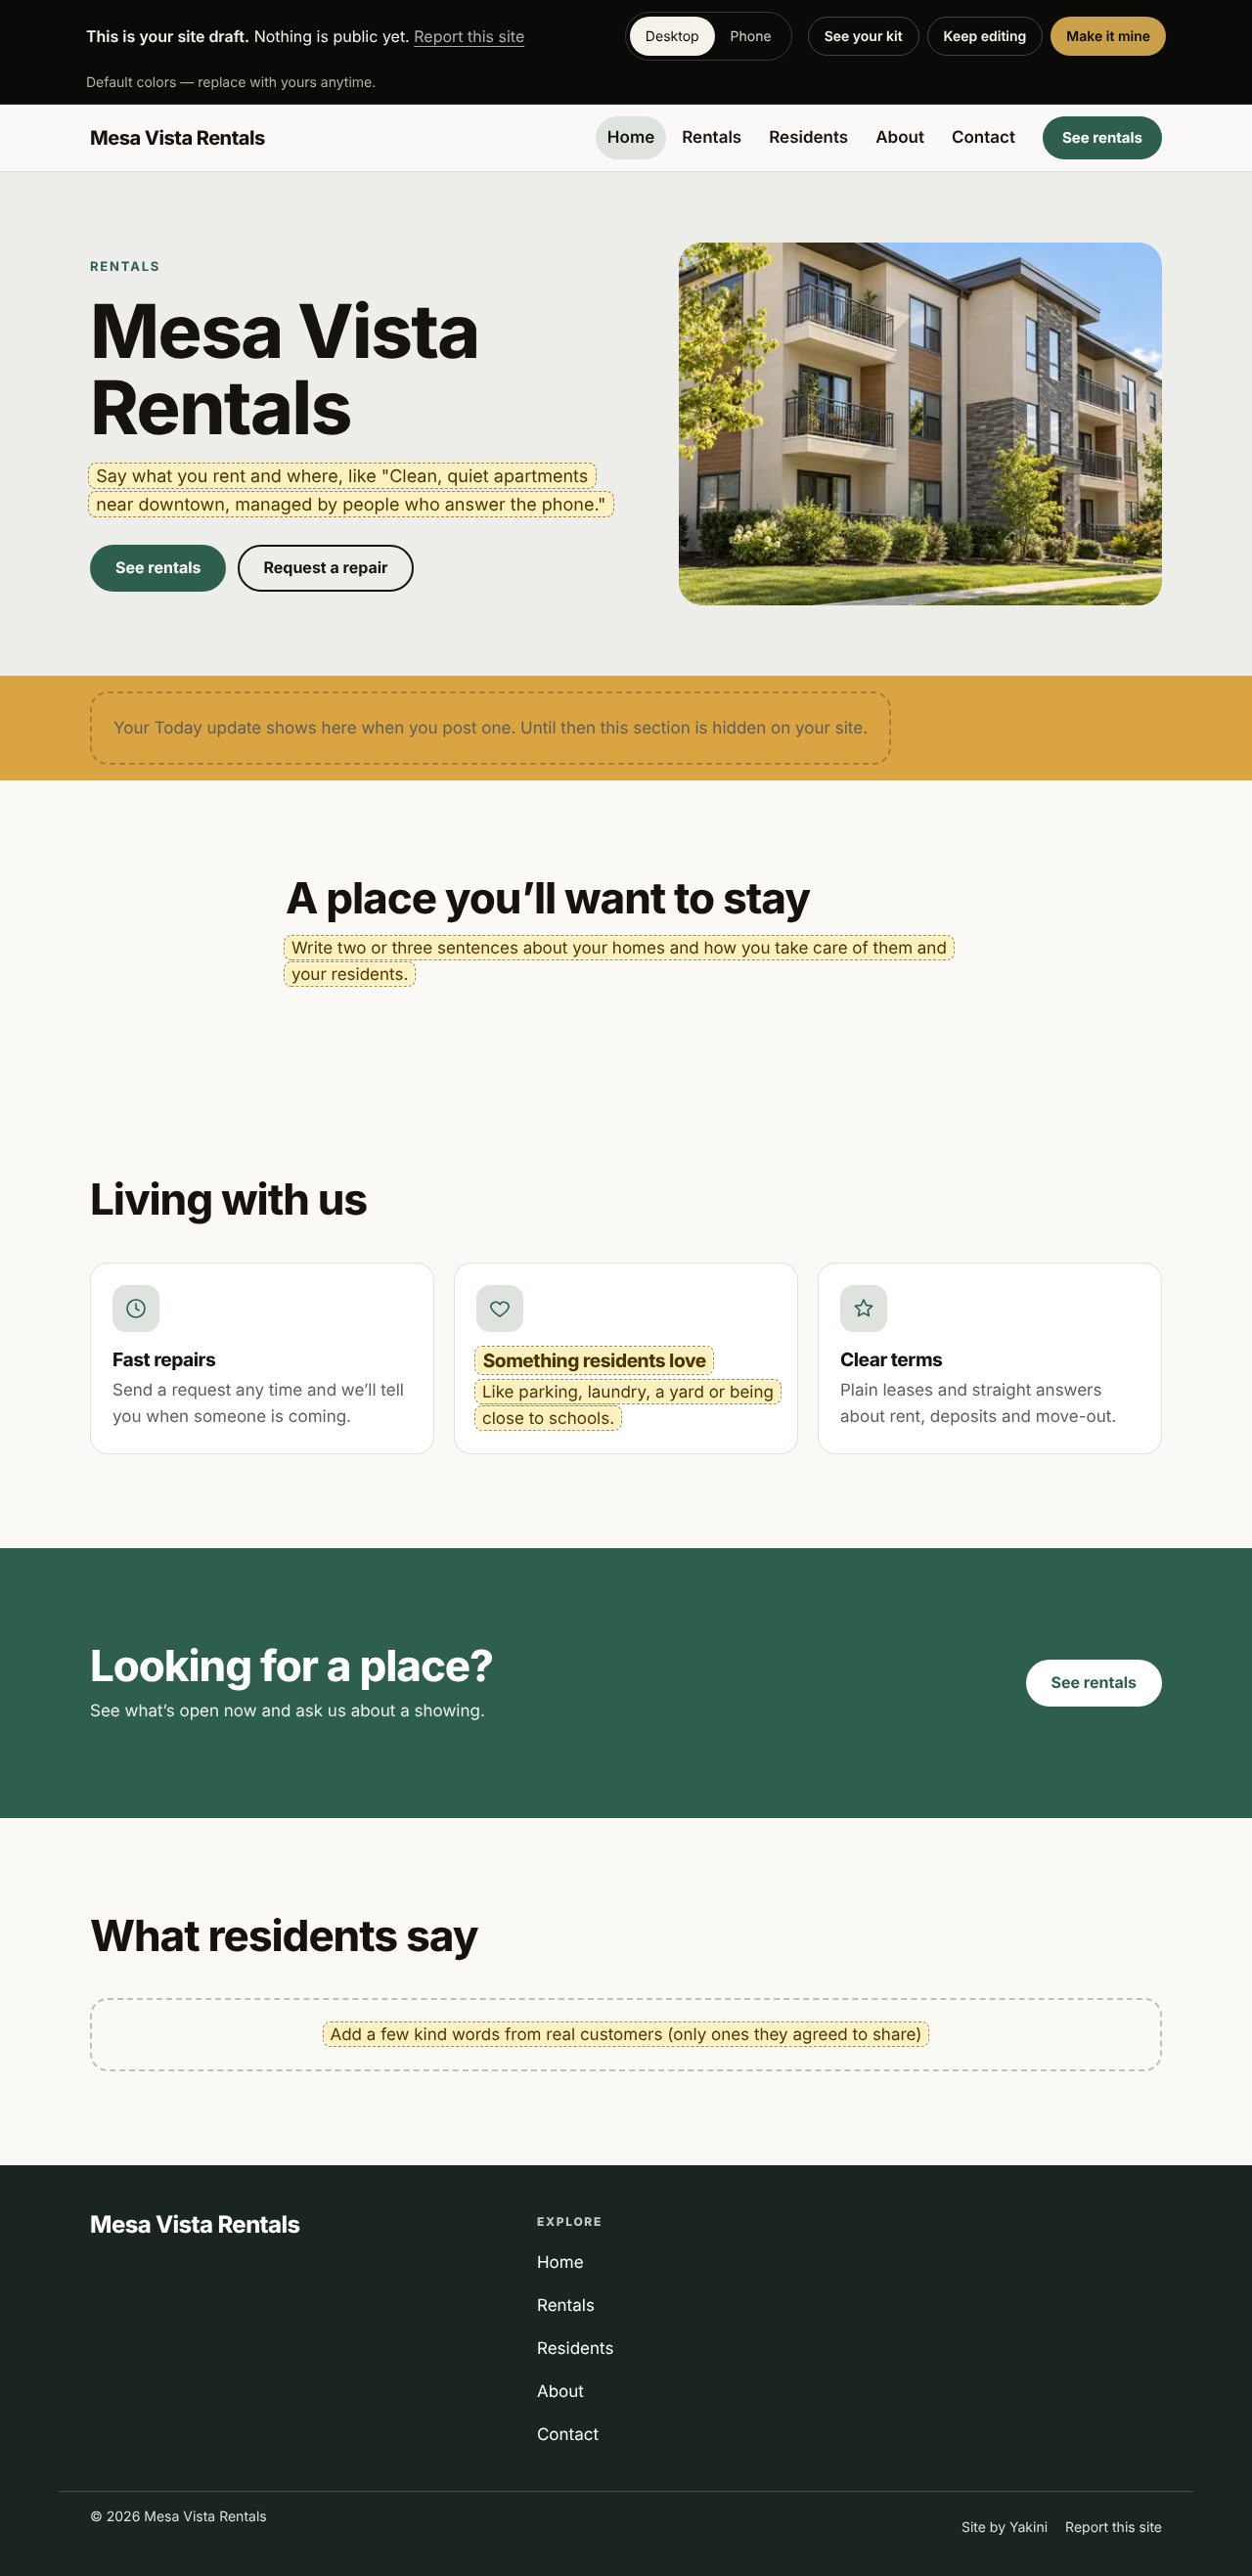 This is your site draft. Nothing is public yet. Report this site
Desktop Phone See your kit Keep editing Make it mine
Default colors — replace with yours anytime.
Mesa Vista Rentals
Home Rentals Residents About Contact See rentals
RENTALS
Mesa Vista
Rentals
Say what you rent and where, like "Clean, quiet apartments
near downtown, managed by people who answer the phone."
See rentals Request a repair
Your Today update shows here when you post one. Until then this section is hidden on your site.
A place you’ll want to stay
Write two or three sentences about your homes and how you take care of them and
your residents.
Living with us
Fast repairs
Send a request any time and we’ll tell
you when someone is coming.
Something residents love
Like parking, laundry, a yard or being
close to schools.
Clear terms
Plain leases and straight answers
about rent, deposits and move-out.
Looking for a place?
See what’s open now and ask us about a showing.
See rentals
What residents say
Add a few kind words from real customers (only ones they agreed to share)
Mesa Vista Rentals
EXPLORE
Home
Rentals
Residents
About
Contact
© 2026 Mesa Vista Rentals
Site by Yakini Report this site